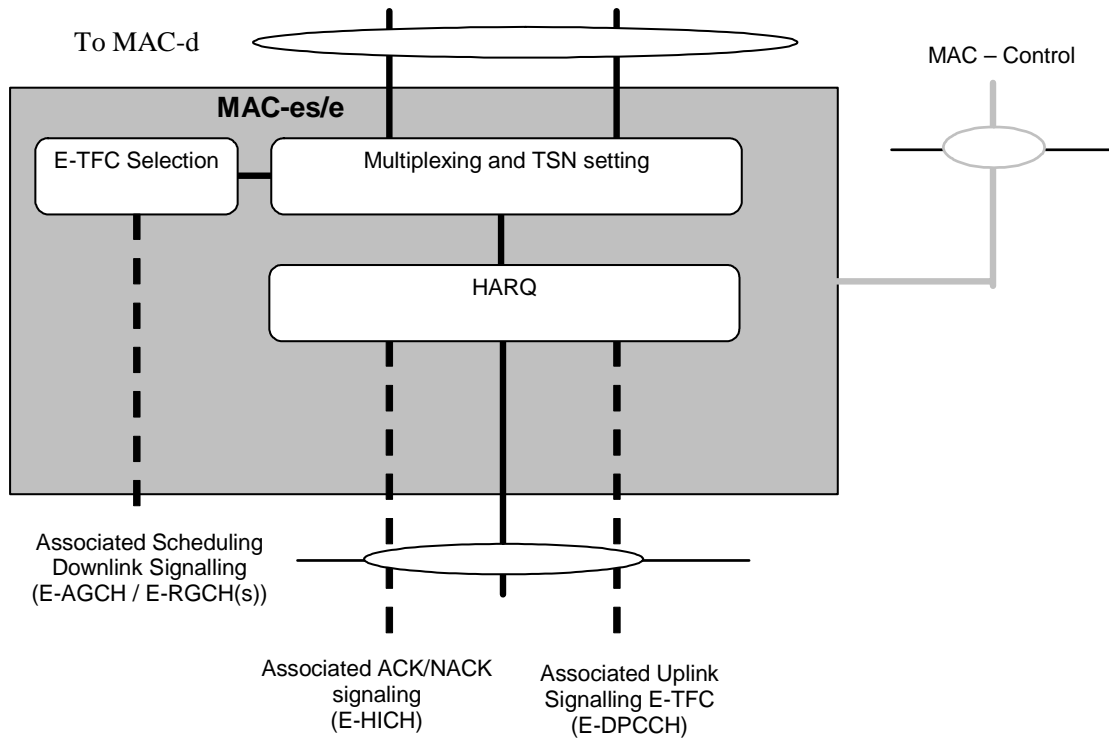 To MAC-d
MAC – Control
MAC-es/e
E-TFC Selection
Multiplexing and TSN setting
HARQ
Associated Scheduling
Downlink Signalling
(E-AGCH / E-RGCH(s))
Associated ACK/NACK
signaling
(E-HICH)
Associated Uplink
Signalling E-TFC
(E-DPCCH)